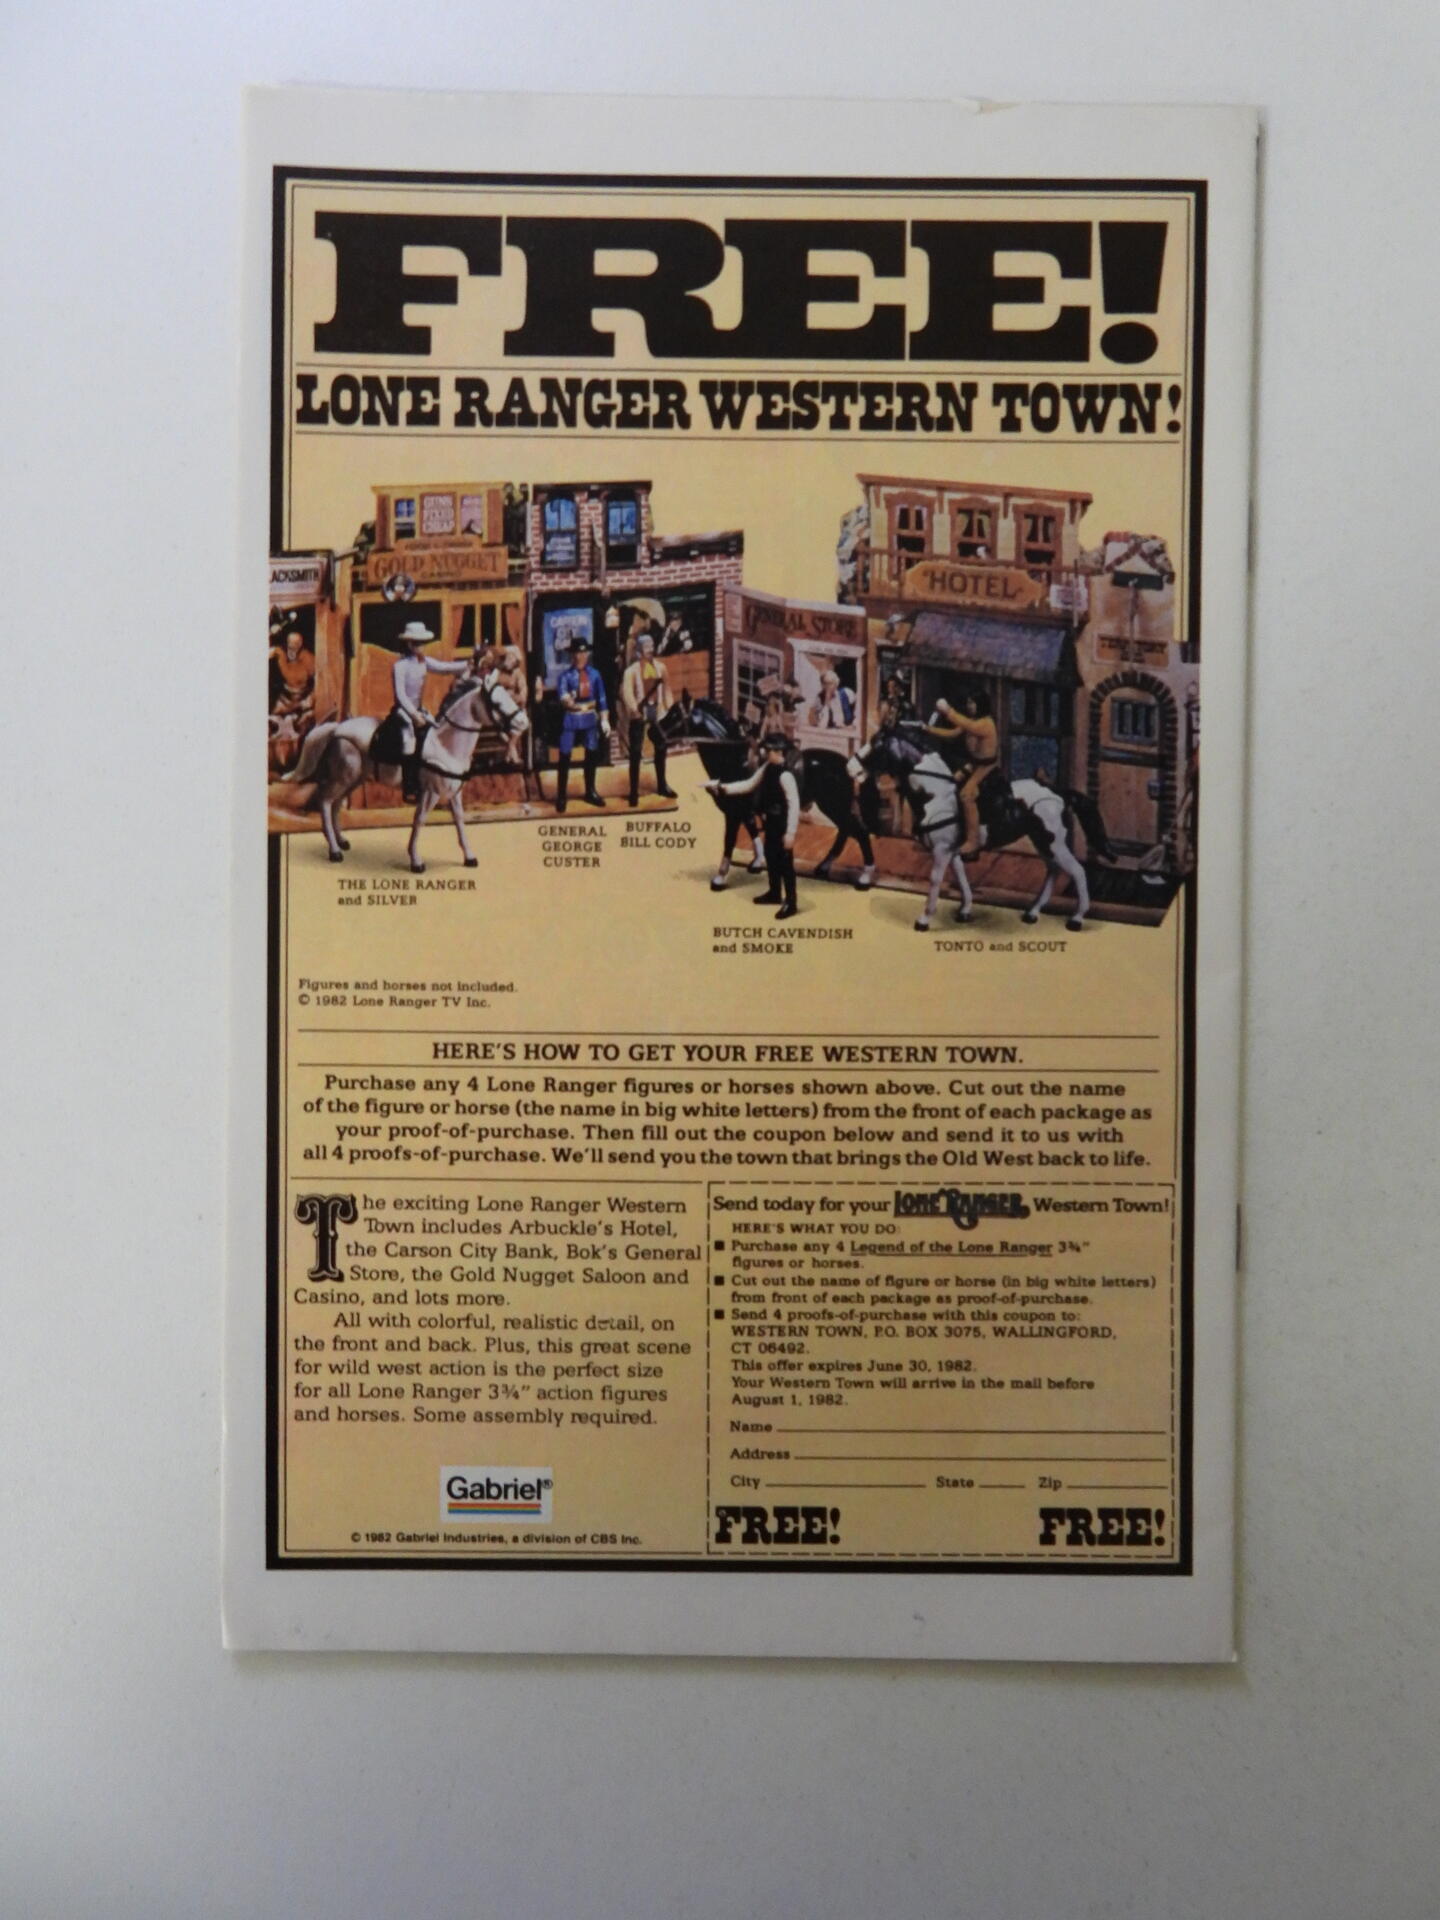 FREE!
LONE RANGER WESTERN TOWN!
GUNS
FIXED
CHEAP
ACKSMITH
GOLD NUGGET
HOTEL
GENERAL STORE
CARSON
CITY
GENERAL
GEORGE
CUSTER
BUFFALO
BILL CODY
THE LONE RANGER
and SILVER
BUTCH CAVENDISH
and SMOKE
TONTO and SCOUT
Figures and horses not included.
© 1982 Lone Ranger TV Inc.
HERE'S HOW TO GET YOUR FREE WESTERN TOWN.
Purchase any 4 Lone Ranger figures or horses shown above. Cut out the name
of the figure or horse (the name in big white letters) from the front of each package as
your proof-of-purchase. Then fill out the coupon below and send it to us with
all 4 proofs-of-purchase. We'll send you the town that brings the Old West back to life.
The exciting Lone Ranger Western
Town includes Arbuckle's Hotel,
the Carson City Bank, Bok's General
Store, the Gold Nugget Saloon and
Casino, and lots more.
All with colorful, realistic detail, on
the front and back. Plus, this great scene
for wild west action is the perfect size
for all Lone Ranger 3¾" action figures
and horses. Some assembly required.
Gabriel®
© 1982 Gabriel Industries, a division of CBS Inc.
Send today for your LONE RANGER Western Town!
HERE'S WHAT YOU DO:
■ Purchase any 4 Legend of the Lone Ranger 3¾"
figures or horses.
■ Cut out the name of figure or horse (in big white letters)
from front of each package as proof-of-purchase.
■ Send 4 proofs-of-purchase with this coupon to:
WESTERN TOWN, P.O. BOX 3075, WALLINGFORD,
CT 06492.
This offer expires June 30, 1982.
Your Western Town will arrive in the mail before
August 1, 1982.
Name
Address
City State Zip
FREE! FREE!